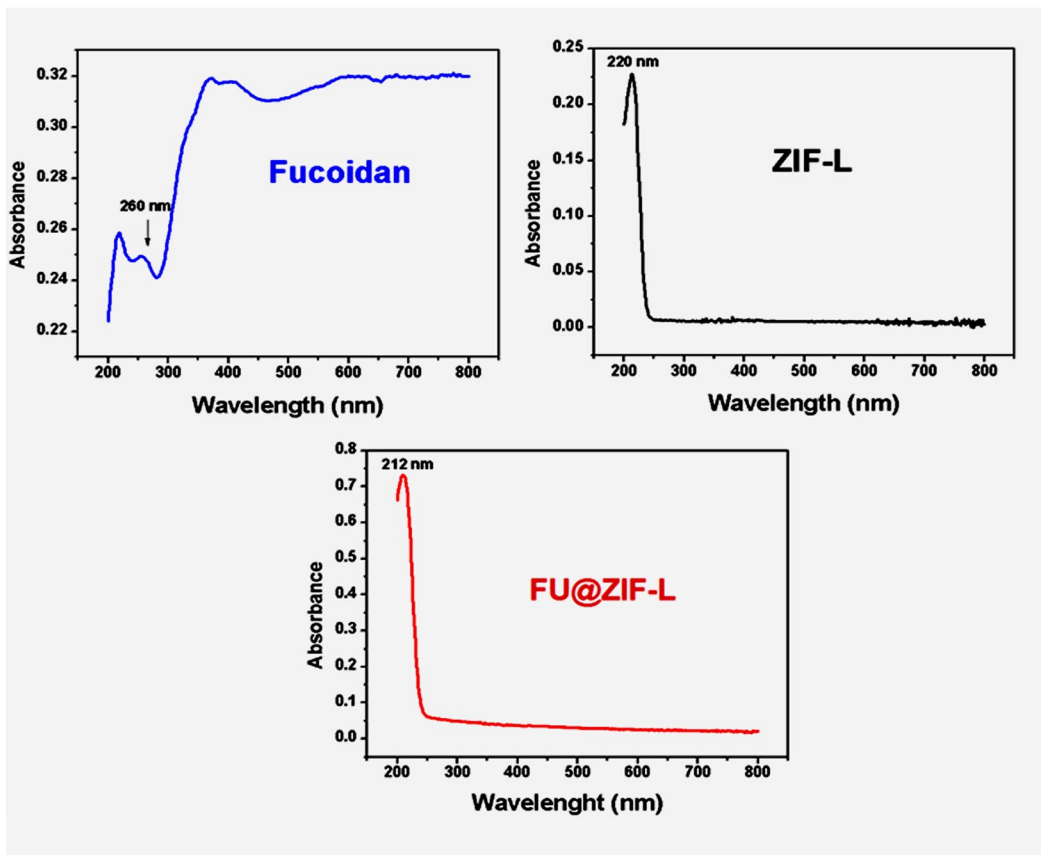 0.32
0.30
0.28
0.26
0.24
0.22
Absorbance
Fucoidan
260 nm
200 300 400 500 600 700 800
Wavelength (nm)
0.25
0.20
0.15
0.10
0.05
0.00
Absorbance
220 nm
ZIF-L
200 300 400 500 600 700 800
Wavelength (nm)
0.8
0.7
0.6
0.5
0.4
0.3
0.2
0.1
0.0
Absorbance
212 nm
FU@ZIF-L
200 300 400 500 600 700 800
Wavelenght (nm)